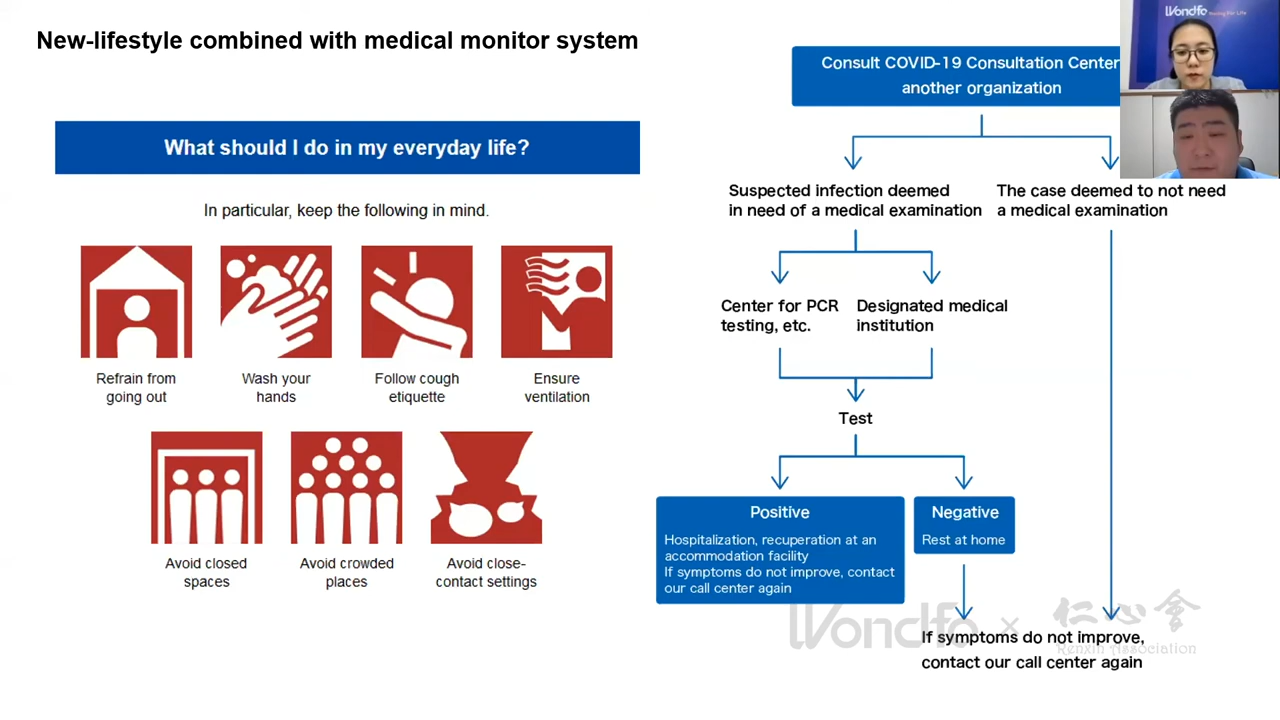 New-lifestyle combined with medical monitor system
What should I do in my everyday life?
In particular, keep the following in mind.
Refrain from
going out
Wash your
hands
Follow cough
etiquette
Ensure
ventilation
Avoid closed
spaces
Avoid crowded
places
Avoid close-
contact settings
Consult COVID-19 Consultation Center
another organization
Suspected infection deemed
in need of a medical examination
The case deemed to not need
a medical examination
Center for PCR
testing, etc.
Designated medical
institution
Test
Positive
Hospitalization, recuperation at an
accommodation facility
If symptoms do not improve, contact
our call center again
Negative
Rest at home
If symptoms do not improve,
contact our call center again
Wondfo × 仁心會
Renxin Association
Wondfo